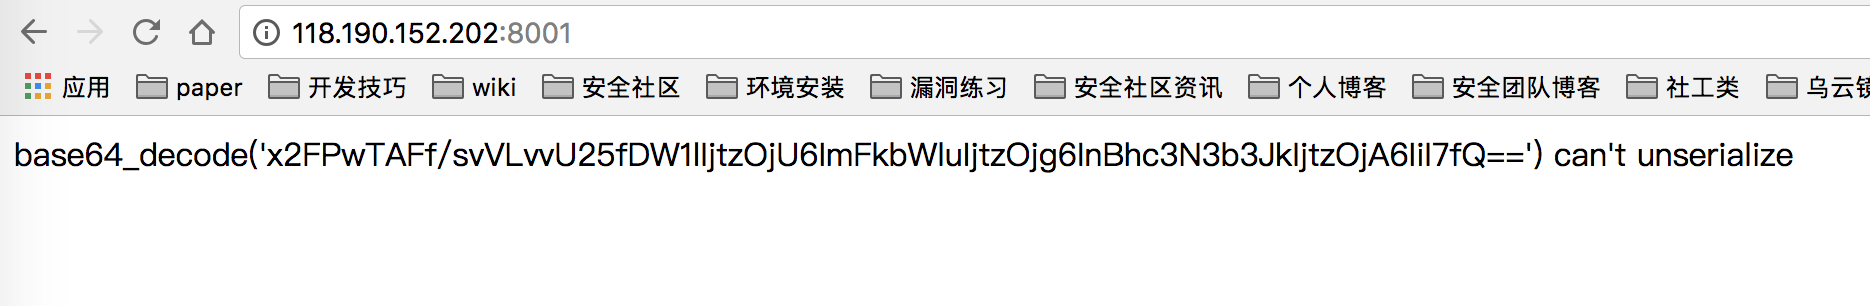 118.190.152.202:8001
应用 paper 开发技巧 wiki 安全社区 环境安装 漏洞练习 安全社区资讯 个人博客 安全团队博客 社工类 乌云镜
base64_decode('x2FPwTAFf/svVLvvU25fDW1lIjtzOjU6ImFkbWluIjtzOjg6InBhc3N3b3JkIjtzOjA6IiI7fQ==') can't unserialize